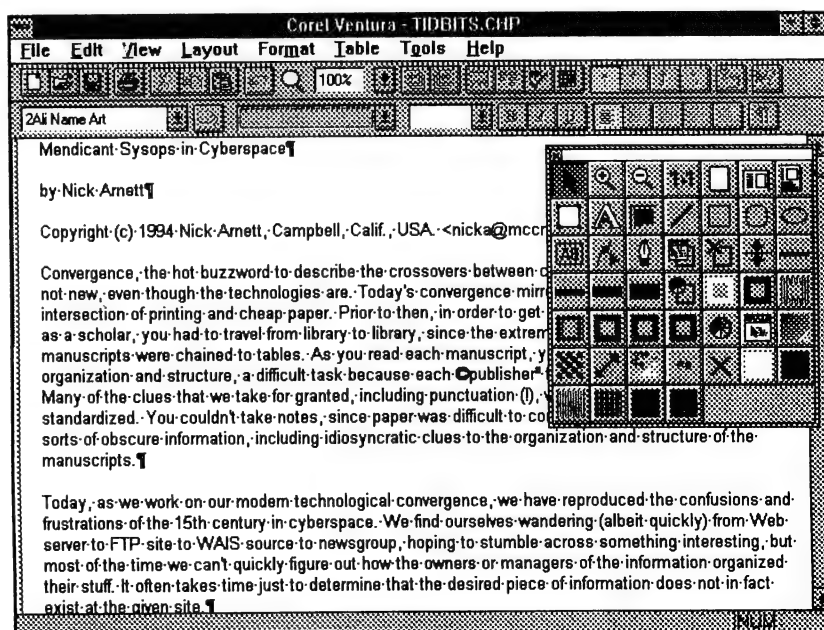 Corel Ventura - TIDBITS.CHP
File Edit View Layout Format Table Tools Help
100%
2Ali Name Art
Mendicant·Sysops·in·Cyberspace¶
by·Nick·Arnett¶
Copyright·(c)·1994·Nick·Arnett,·Campbell,·Calif.,·USA.·<nicka@mccr
Convergence,·the·hot·buzzword·to·describe·the·crossovers·between·c
not·new,·even·though·the·technologies·are.·Today's·convergence·mirr
intersection·of·printing·and·cheap·paper.·Prior·to·then,·in·order·to·get·
as·a·scholar,·you·had·to·travel·from·library·to·library,·since·the·extrem
manuscripts·were·chained·to·tables.·As·you·read·each·manuscript,·y
organization·and·structure,·a·difficult·task·because·each·©publisher"·
Many·of·the·clues·that·we·take·for·granted,·including·punctuation·(!),·
standardized.·You·couldn't·take·notes,·since·paper·was·difficult·to·co
sorts·of·obscure·information,·including·idiosyncratic·clues·to·the·organization·and·structure·of·the·
manuscripts.¶
Today,·as·we·work·on·our·modern·technological·convergence,·we·have·reproduced·the·confusions·and·
frustrations·of·the·15th·century·in·cyberspace.·We·find·ourselves·wandering·(albeit·quickly)·from·Web·
server·to·FTP·site·to·WAIS·source·to·newsgroup,·hoping·to·stumble·across·something·interesting,·but·
most·of·the·time·we·can't·quickly·figure·out·how·the·owners·or·managers·of·the·information·organized·
their·stuff.·It·often·takes·time·just·to·determine·that·the·desired·piece·of·information·does·not·in·fact·
exist·at·the·given·site.¶
NUM